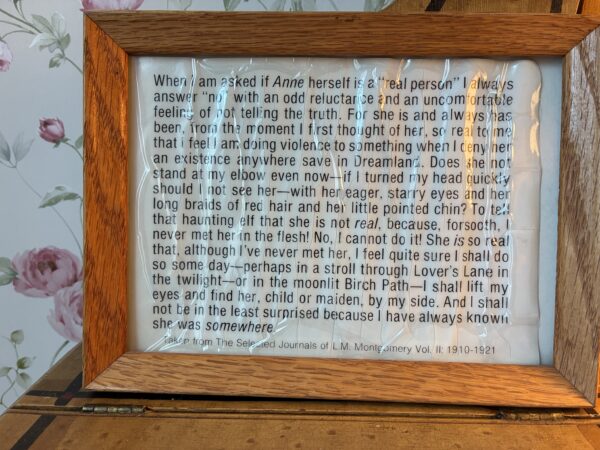 When I am asked if Anne herself is a "real person" I always
answer "no" with an odd reluctance and an uncomfortable
feeling of not telling the truth. For she is and always has
been, from the moment I first thought of her, so real to me
that I feel I am doing violence to something when I deny her
an existence anywhere save in Dreamland. Does she not
stand at my elbow even now—if I turned my head quickly
should I not see her—with her eager, starry eyes and her
long braids of red hair and her little pointed chin? To tell
that haunting elf that she is not real, because, forsooth, I
never met her in the flesh! No, I cannot do it! She is so real
that, although I've never met her, I feel quite sure I shall do
so some day—perhaps in a stroll through Lover's Lane in
the twilight—or in the moonlit Birch Path—I shall lift my
eyes and find her, child or maiden, by my side. And I shall
not be in the least surprised because I have always known
she was somewhere.
Taken from The Selected Journals of L.M. Montgomery Vol. II: 1910-1921